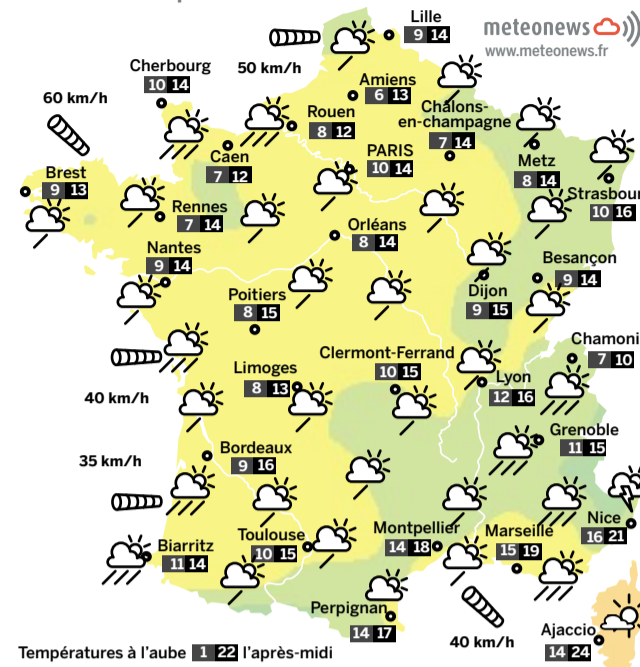 meteonews
www.meteonews.fr
Lille
9 14
50 km/h
Cherbourg
10 14
60 km/h
Amiens
6 13
Rouen
8 12
Châlons-
en-champagne
7 14
Caen
7 12
PARIS
10 14
Metz
8 14
Strasbour
10 16
Brest
9 13
Rennes
7 14
Orléans
8 14
Nantes
9 14
Besançon
9 14
Dijon
9 15
Poitiers
8 15
Chamoni
7 10
Clermont-Ferrand
10 15
Limoges
8 13
Lyon
12 16
40 km/h
Grenoble
11 15
Bordeaux
9 16
35 km/h
Nice
16 21
Toulouse
10 15
Montpellier
14 18
Marseille
15 19
Biarritz
11 14
Perpignan
14 17
40 km/h
Ajaccio
14 24
Températures à l'aube 1 22 l'après-midi